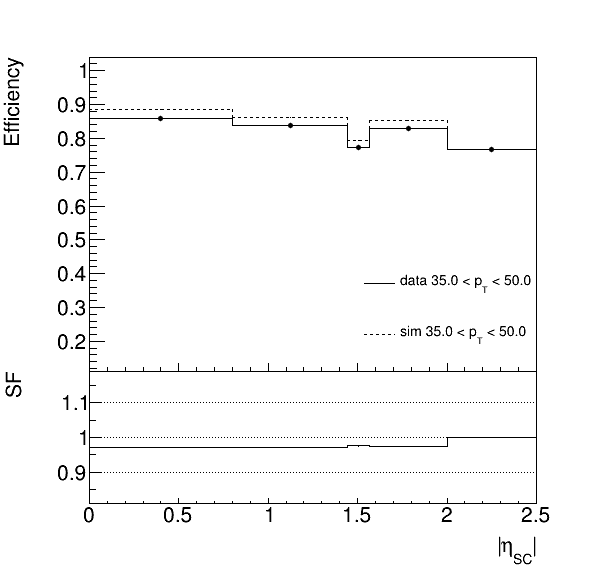 Efficiency
1
0.9
0.8
0.7
0.6
0.5
0.4
0.3
0.2
data 35.0 < p_T < 50.0
sim 35.0 < p_T < 50.0
SF
1.1
1
0.9
0 0.5 1 1.5 2 2.5
|η_SC|